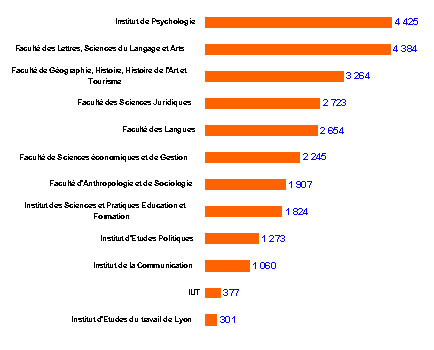 Institut de Psychologie 4 425
Faculté des Lettres, Sciences du Langage et Arts 4 384
Faculté de Géographie, Histoire, Histoire de l'Art et
Tourisme 3 264
Faculté des Sciences Juridiques 2 723
Faculté des Langues 2 654
Faculté de Sciences économiques et de Gestion 2 245
Faculté d'Anthropologie et de Sociologie 1 907
Institut des Sciences et Pratiques Education et
Formation 1 824
Institut d'Etudes Politiques 1 273
Institut de la Communication 1 060
IUT 377
Institut d'Etudes du travail de Lyon 301